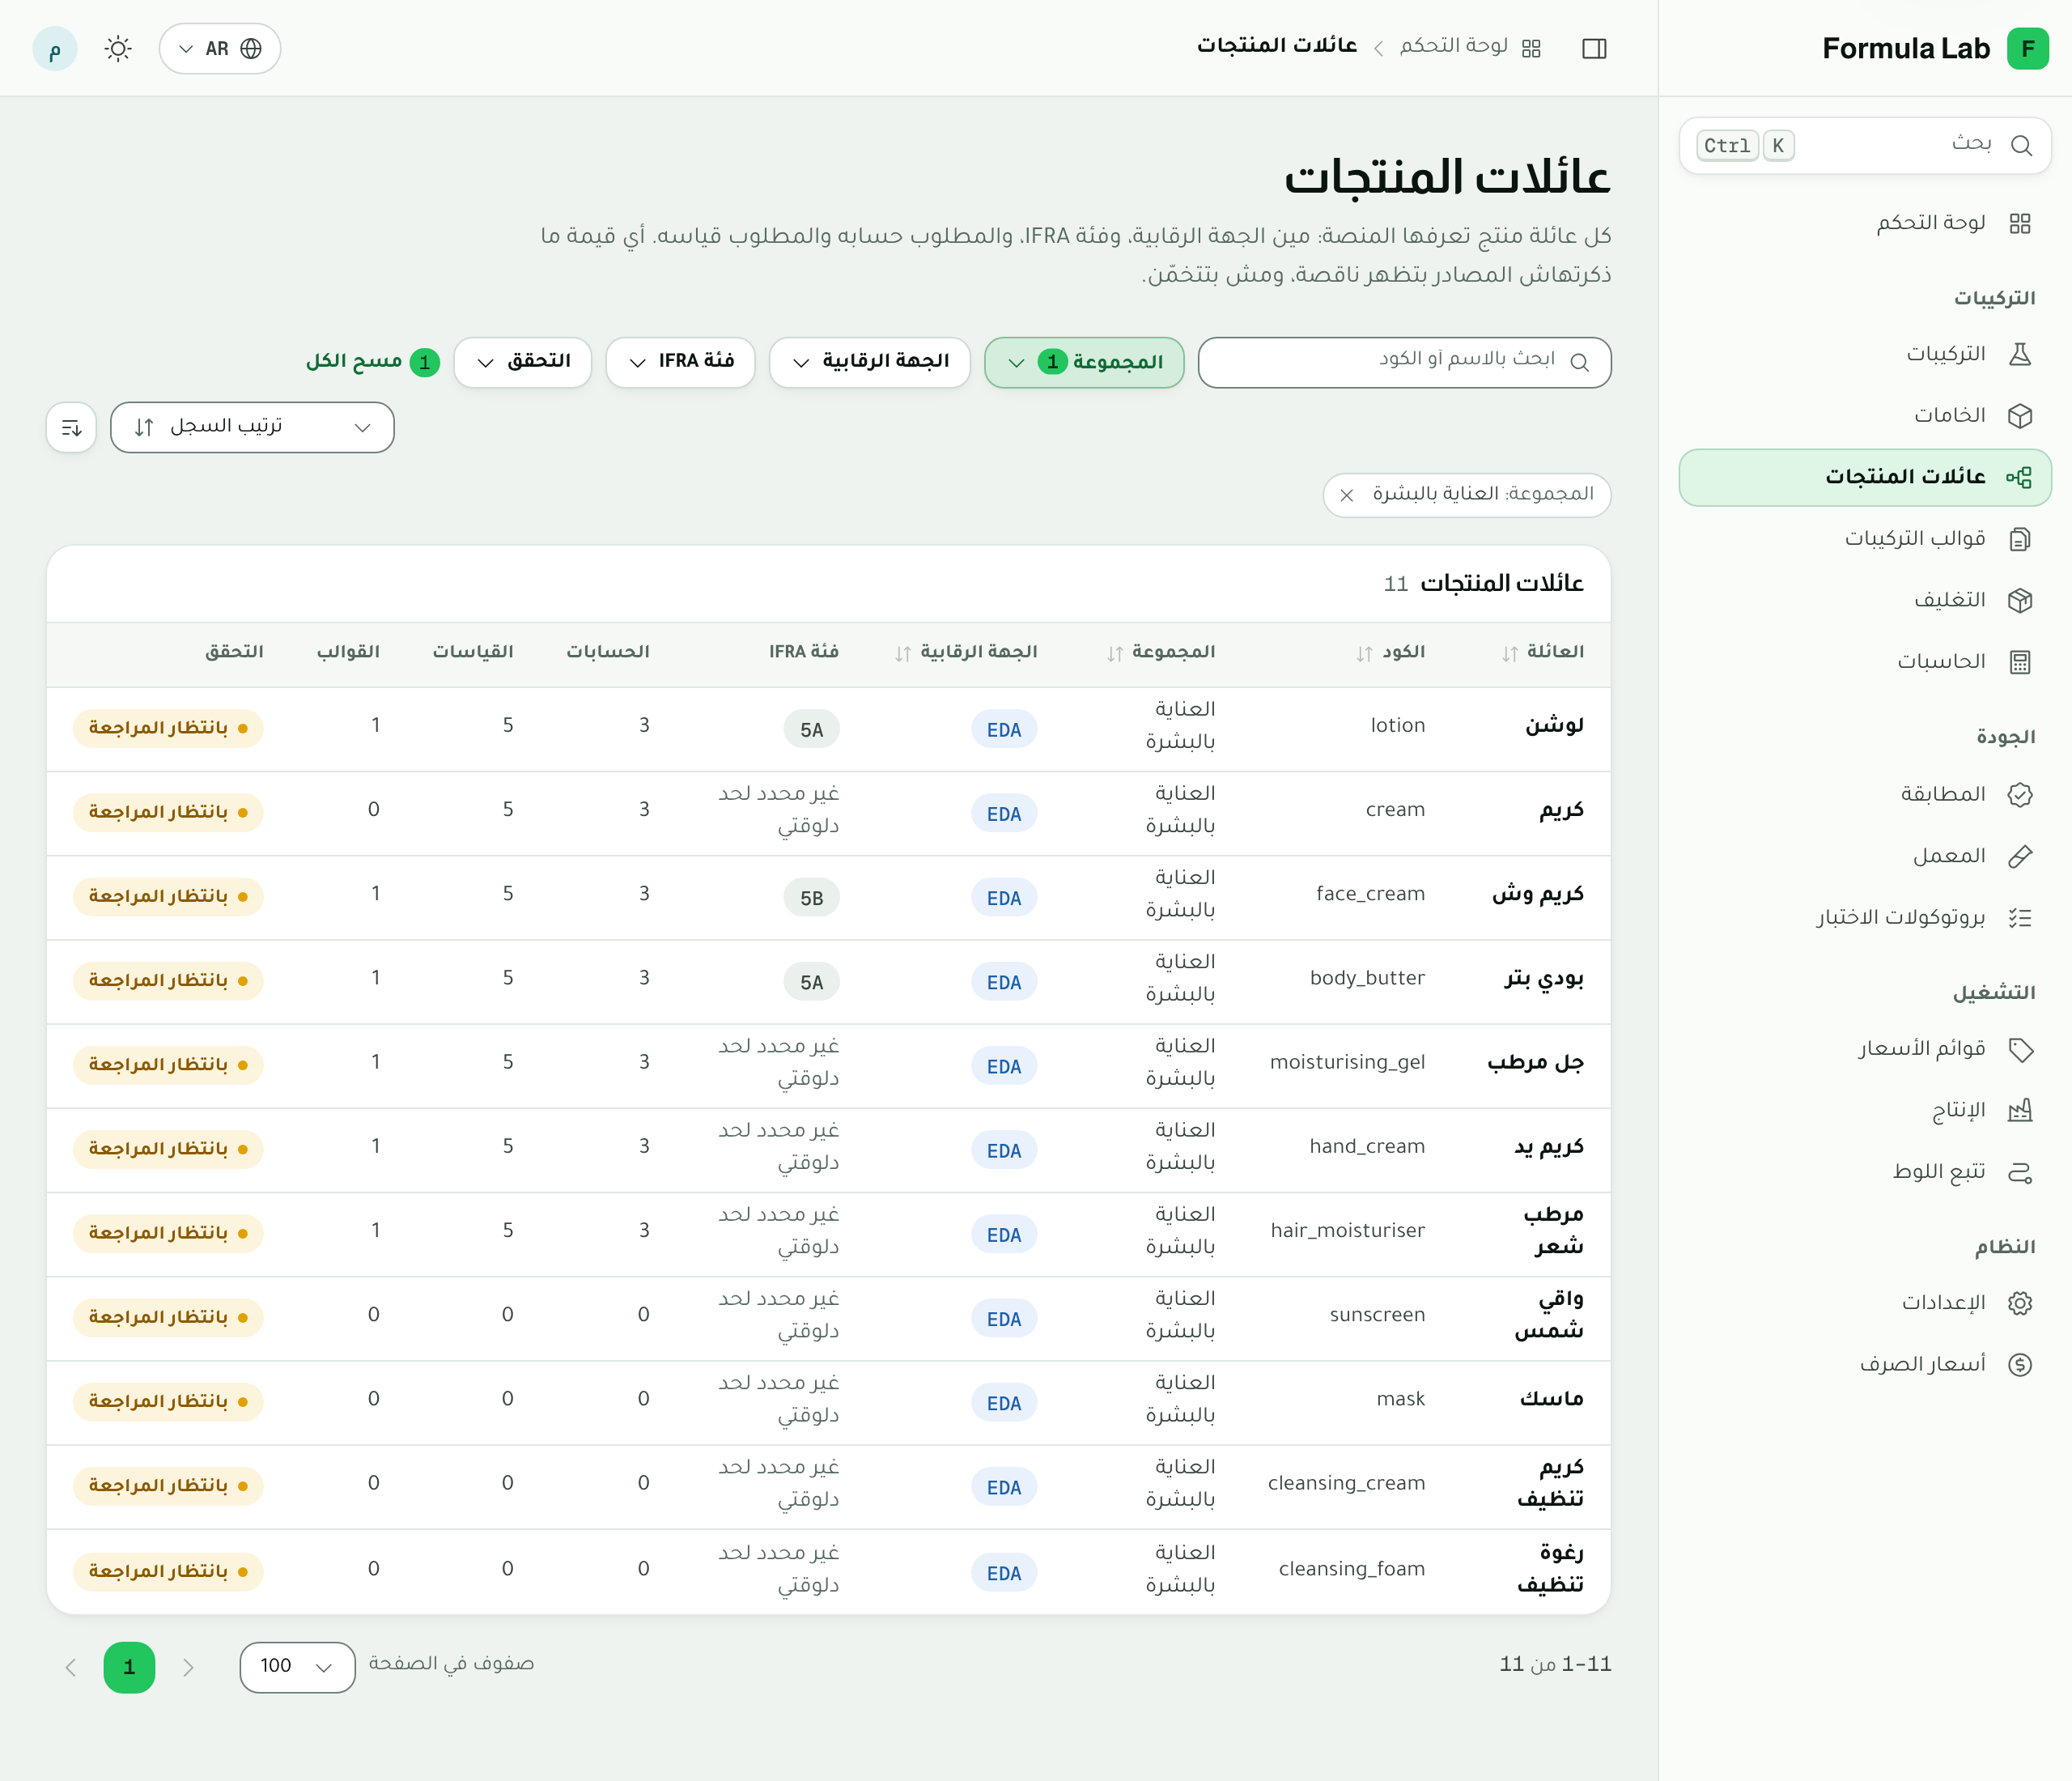 F Formula Lab
بحث Ctrl K
لوحة التحكم
التركيبات
التركيبات
الخامات
عائلات المنتجات
قوالب التركيبات
التغليف
الحاسبات
الجودة
المطابقة
المعمل
بروتوكولات الاختبار
التشغيل
قوائم الأسعار
الإنتاج
تتبع اللوط
النظام
الإعدادات
أسعار الصرف
لوحة التحكم عائلات المنتجات AR م
عائلات المنتجات
كل عائلة منتج تعرفها المنصة: مين الجهة الرقابية، وفئة IFRA، والمطلوب حسابه والمطلوب قياسه. أي قيمة ما
ذكرتهاش المصادر بتظهر ناقصة، ومش بتتخمّن.
ابحث بالاسم أو الكود المجموعة 1 الجهة الرقابية فئة IFRA التحقق 1 مسح الكل
ترتيب السجل
المجموعة: العناية بالبشرة
عائلات المنتجات 11
العائلة الكود المجموعة الجهة الرقابية فئة IFRA الحسابات القياسات القوالب التحقق
لوشن lotion العناية بالبشرة EDA 5A 3 5 1 بانتظار المراجعة
كريم cream العناية بالبشرة EDA غير محدد لحد دلوقتي 3 5 0 بانتظار المراجعة
كريم وش face_cream العناية بالبشرة EDA 5B 3 5 1 بانتظار المراجعة
بودي بتر body_butter العناية بالبشرة EDA 5A 3 5 1 بانتظار المراجعة
جل مرطب moisturising_gel العناية بالبشرة EDA غير محدد لحد دلوقتي 3 5 1 بانتظار المراجعة
كريم يد hand_cream العناية بالبشرة EDA غير محدد لحد دلوقتي 3 5 1 بانتظار المراجعة
مرطب شعر hair_moisturiser العناية بالبشرة EDA غير محدد لحد دلوقتي 3 5 1 بانتظار المراجعة
واقي شمس sunscreen العناية بالبشرة EDA غير محدد لحد دلوقتي 0 0 0 بانتظار المراجعة
ماسك mask العناية بالبشرة EDA غير محدد لحد دلوقتي 0 0 0 بانتظار المراجعة
كريم تنظيف cleansing_cream العناية بالبشرة EDA غير محدد لحد دلوقتي 0 0 0 بانتظار المراجعة
رغوة تنظيف cleansing_foam العناية بالبشرة EDA غير محدد لحد دلوقتي 0 0 0 بانتظار المراجعة
1–11 من 11 صفوف في الصفحة 100 1